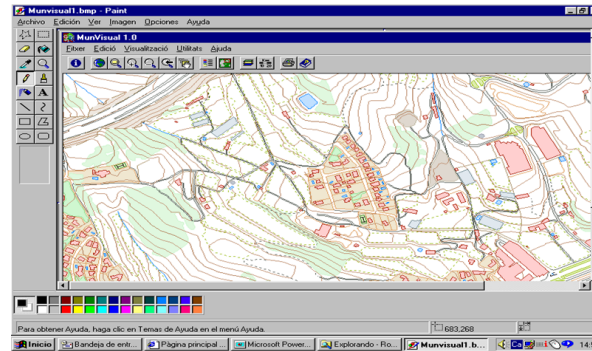 Munvisual1.bmp - Paint
Archivo Edición Ver Imagen Opciones Ayuda
MunVisual 1.0
Fitxer Edició Visualització Utilitats Ajuda
Para obtener Ayuda, haga clic en Temas de Ayuda en el menú Ayuda.
683,268
Inicio Bandeja de entr... Página principal ... Microsoft Power... Explorando - Ro... Munvisual1.b...